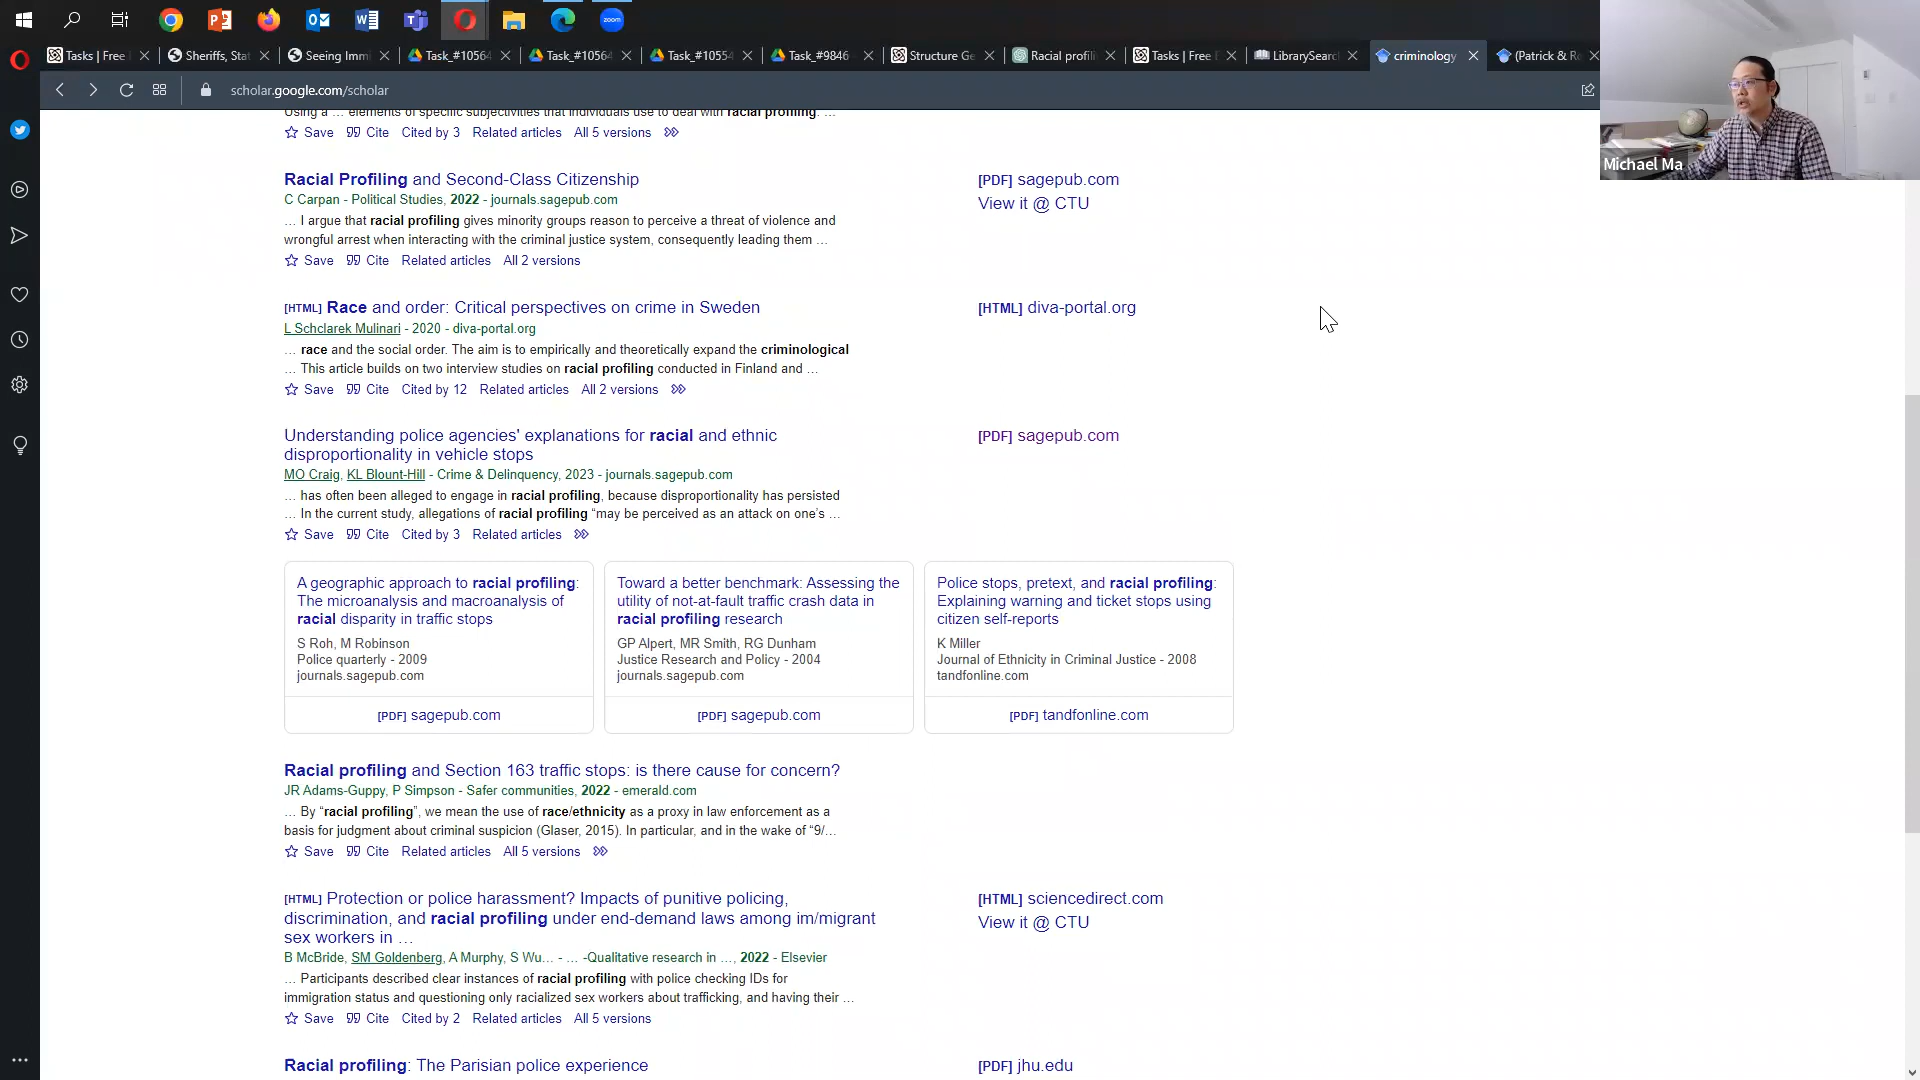 zoom
Tasks | Free
Sheriffs, Stat
Seeing Immi
Task_#10564
Task_#10564
Task_#10554
Task_#9846
Structure Ge
Racial profili
Tasks | Free
LibrarySearch
criminology
(Patrick & R
scholar.google.com/scholar
Michael Ma
Using a … elements of specific subjectivities that individuals use to deal with racial profiling. …
Save Cite Cited by 3 Related articles All 5 versions
Racial Profiling and Second-Class Citizenship
[PDF] sagepub.com
C Carpan - Political Studies, 2022 - journals.sagepub.com
View it @ CTU
… I argue that racial profiling gives minority groups reason to perceive a threat of violence and
wrongful arrest when interacting with the criminal justice system, consequently leading them …
Save Cite Related articles All 2 versions
[HTML] Race and order: Critical perspectives on crime in Sweden
[HTML] diva-portal.org
L Schclarek Mulinari - 2020 - diva-portal.org
… race and the social order. The aim is to empirically and theoretically expand the criminological
… This article builds on two interview studies on racial profiling conducted in Finland and …
Save Cite Cited by 12 Related articles All 2 versions
Understanding police agencies' explanations for racial and ethnic
disproportionality in vehicle stops
[PDF] sagepub.com
MO Craig, KL Blount-Hill - Crime & Delinquency, 2023 - journals.sagepub.com
… has often been alleged to engage in racial profiling, because disproportionality has persisted
… In the current study, allegations of racial profiling “may be perceived as an attack on one’s …
Save Cite Cited by 3 Related articles
A geographic approach to racial profiling:
The microanalysis and macroanalysis of
racial disparity in traffic stops
S Roh, M Robinson
Police quarterly - 2009
journals.sagepub.com
[PDF] sagepub.com
Toward a better benchmark: Assessing the
utility of not-at-fault traffic crash data in
racial profiling research
GP Alpert, MR Smith, RG Dunham
Justice Research and Policy - 2004
journals.sagepub.com
[PDF] sagepub.com
Police stops, pretext, and racial profiling:
Explaining warning and ticket stops using
citizen self-reports
K Miller
Journal of Ethnicity in Criminal Justice - 2008
tandfonline.com
[PDF] tandfonline.com
Racial profiling and Section 163 traffic stops: is there cause for concern?
JR Adams-Guppy, P Simpson - Safer communities, 2022 - emerald.com
… By “racial profiling”, we mean the use of race/ethnicity as a proxy in law enforcement as a
basis for judgment about criminal suspicion (Glaser, 2015). In particular, and in the wake of “9/…
Save Cite Related articles All 5 versions
[HTML] Protection or police harassment? Impacts of punitive policing,
discrimination, and racial profiling under end-demand laws among im/migrant
sex workers in …
[HTML] sciencedirect.com
View it @ CTU
B McBride, SM Goldenberg, A Murphy, S Wu… - … -Qualitative research in …, 2022 - Elsevier
… Participants described clear instances of racial profiling with police checking IDs for
immigration status and questioning only racialized sex workers about trafficking, and having their …
Save Cite Cited by 2 Related articles All 5 versions
Racial profiling: The Parisian police experience
[PDF] jhu.edu